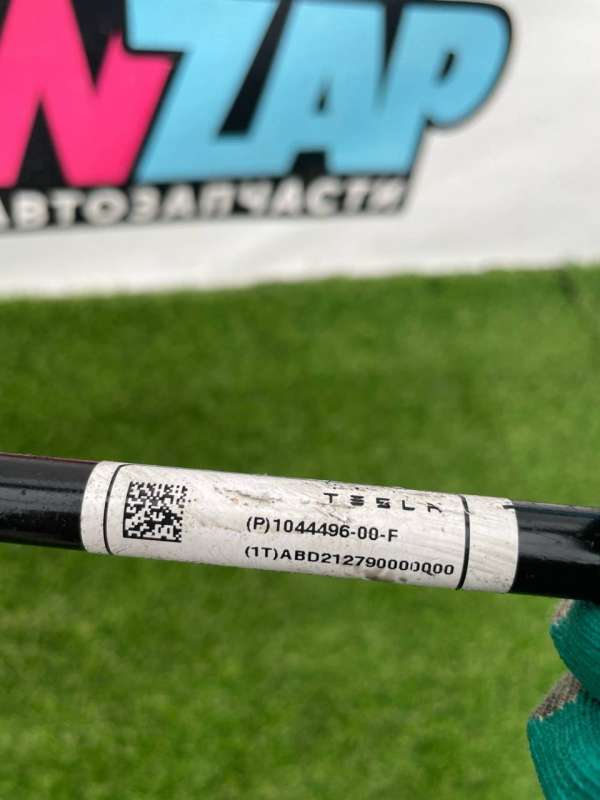 NZAP
АВТОЗАПЧАСТИ
TESLA
(P)1044496-00-F
(1T)ABD212790000000